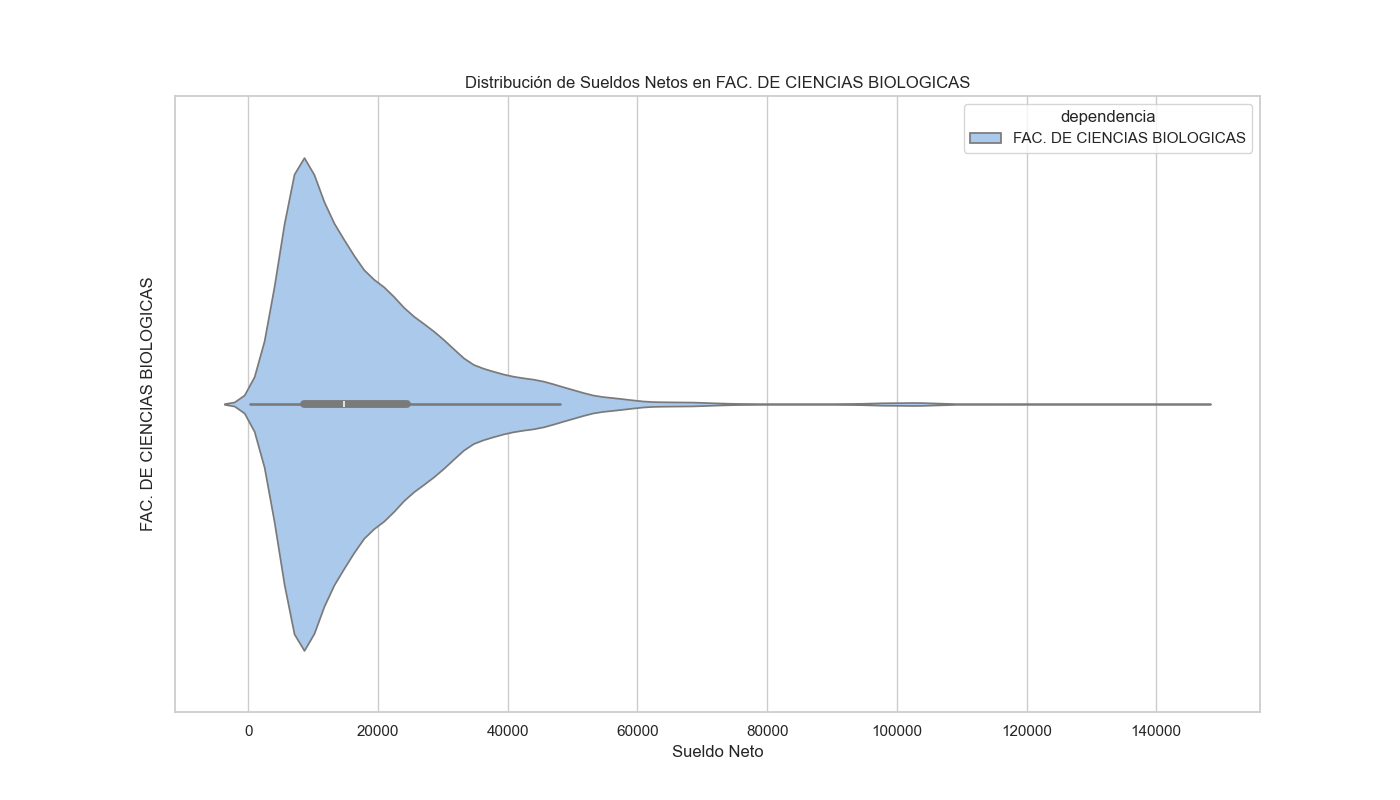 Distribución de Sueldos Netos en FAC. DE CIENCIAS BIOLOGICAS
dependencia
FAC. DE CIENCIAS BIOLOGICAS
FAC. DE CIENCIAS BIOLOGICAS
0 20000 40000 60000 80000 100000 120000 140000
Sueldo Neto